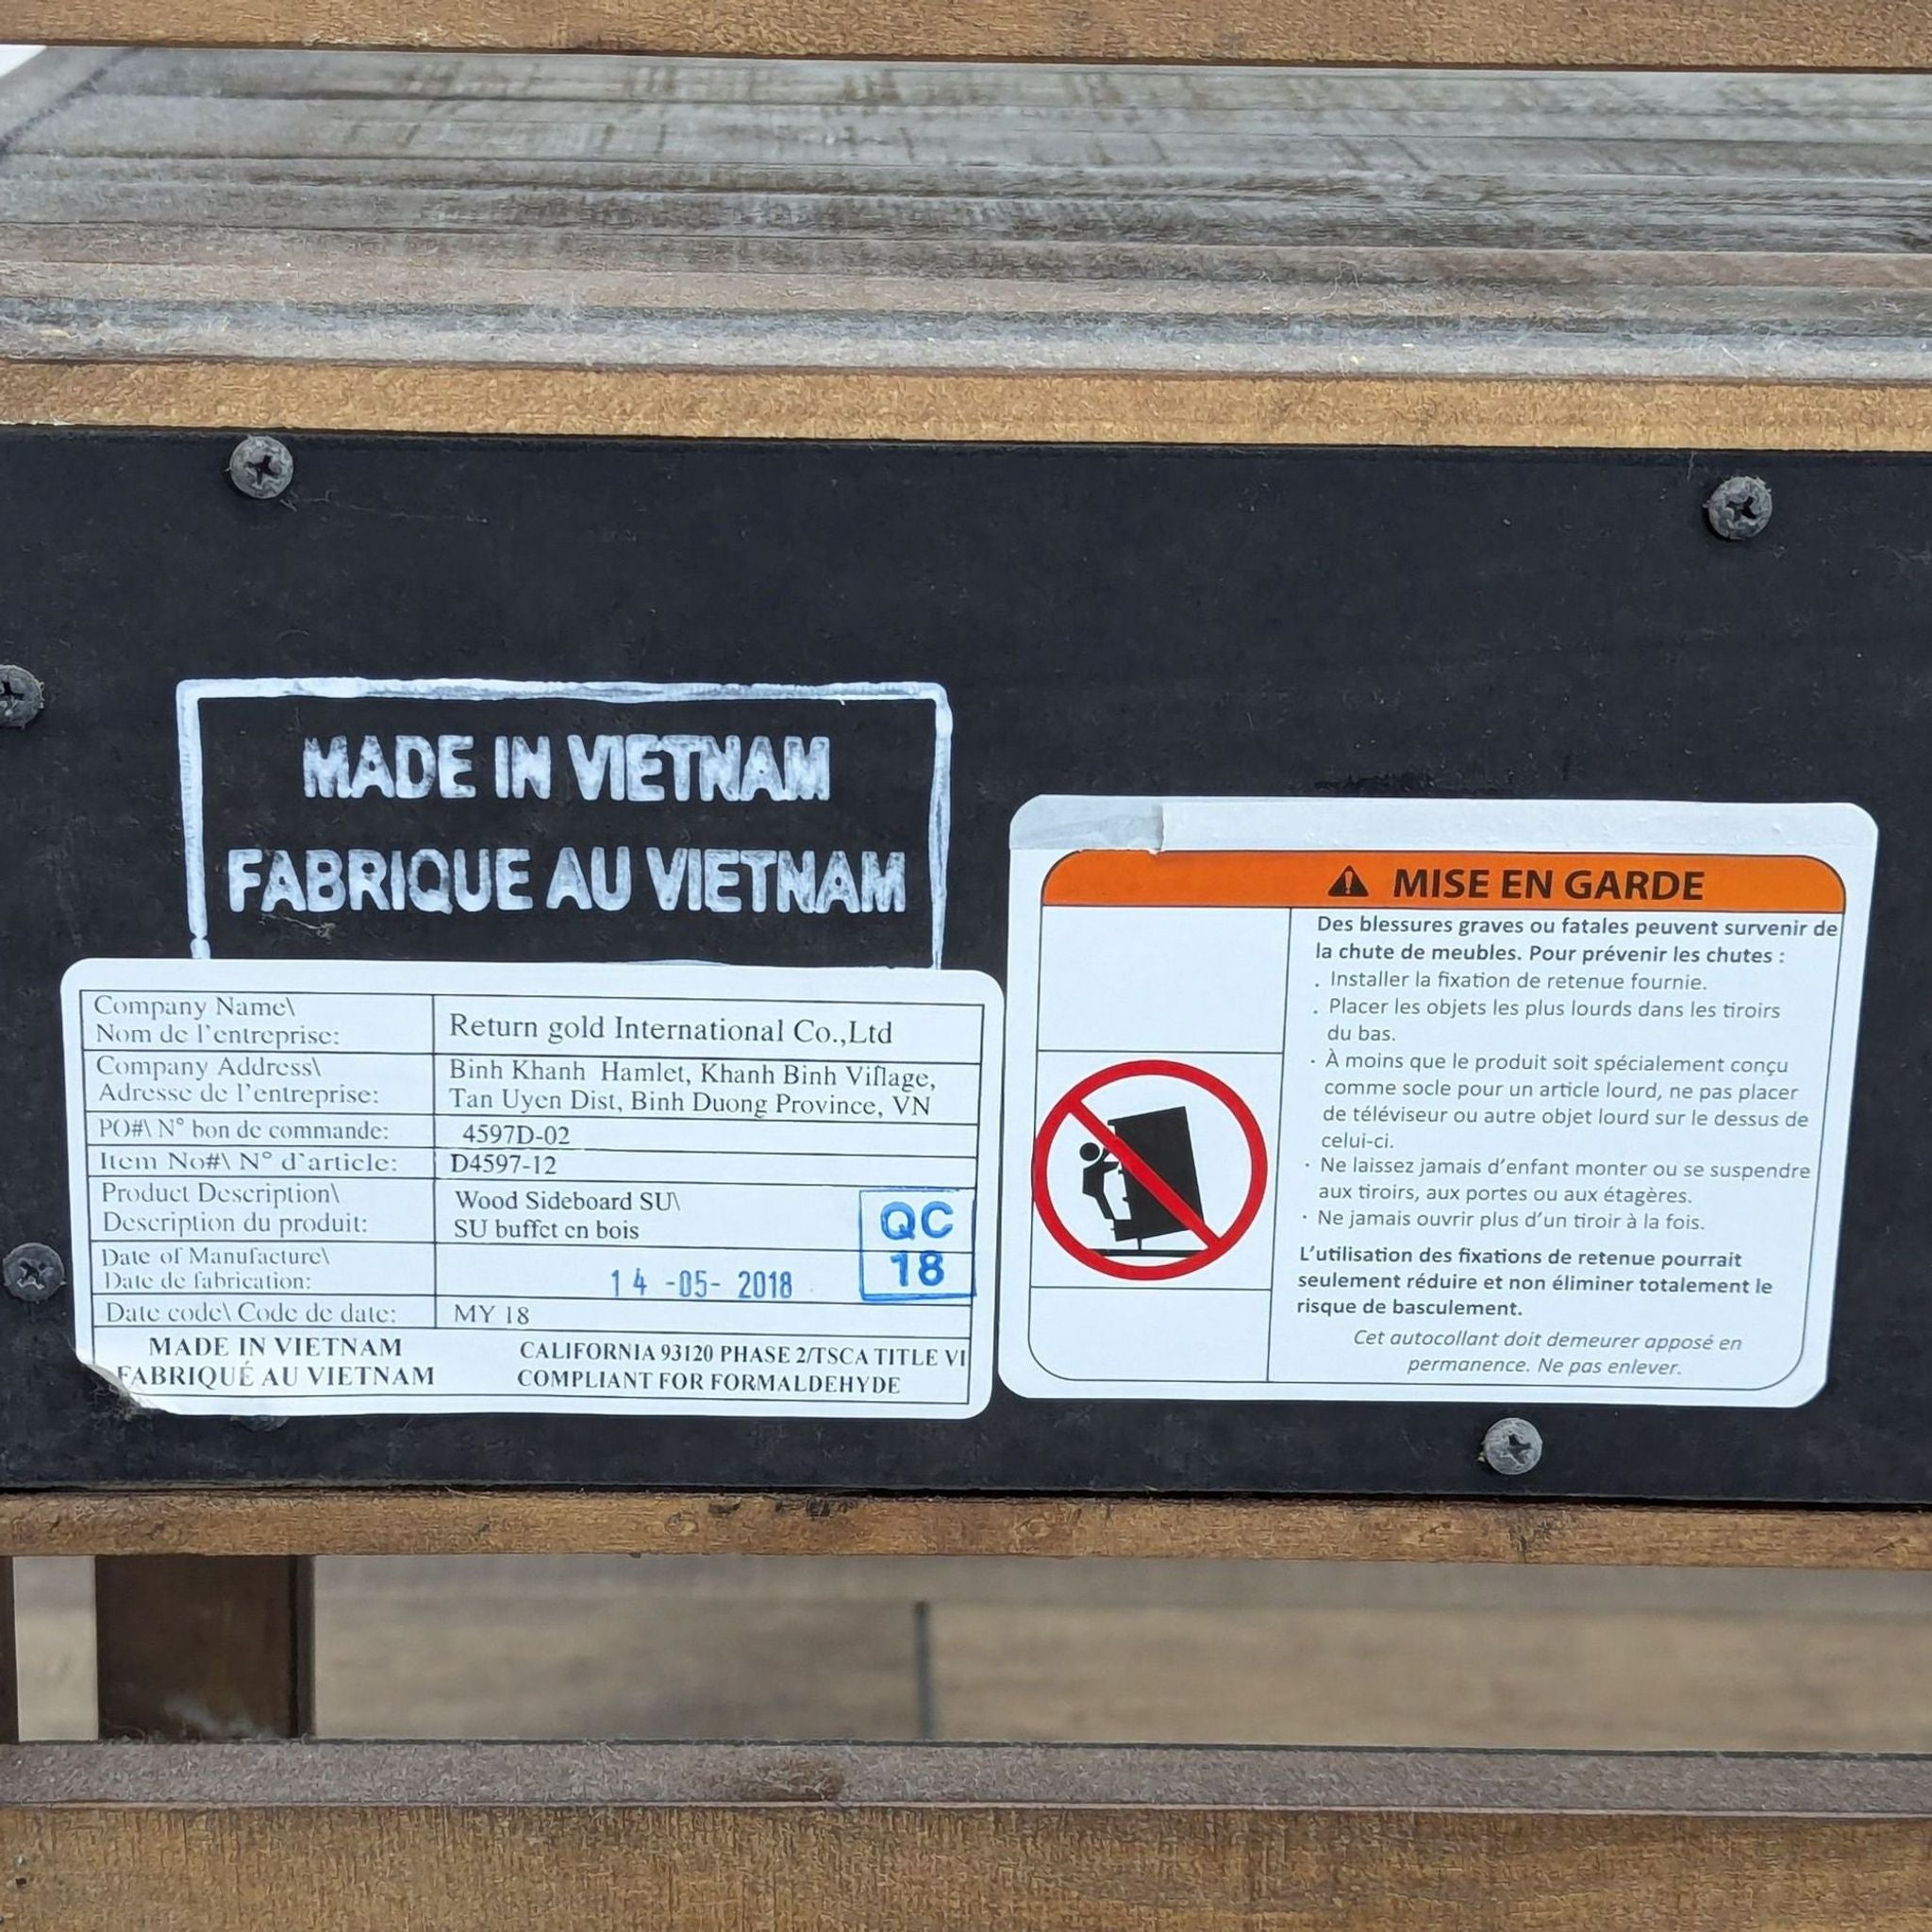 MADE IN VIETNAM
FABRIQUE AU VIETNAM
Company Name\
Nom de l'entreprise:
Return gold International Co.,Ltd
Company Address\
Adresse de l'entreprise:
Binh Khanh Hamlet, Khanh Binh Village,
Tan Uyen Dist, Binh Duong Province, VN
PO#\ N° bon de commande:
4597D-02
Item No#\ N° d'article:
D4597-12
Product Description\
Description du produit:
Wood Sideboard SU\
SU buffet en bois
QC
18
Date of Manufacture\
Date de fabrication:
14 -05- 2018
Date code\ Code de date:
MY 18
MADE IN VIETNAM
FABRIQUÉ AU VIETNAM
CALIFORNIA 93120 PHASE 2/TSCA TITLE VI
COMPLIANT FOR FORMALDEHYDE
MISE EN GARDE
Des blessures graves ou fatales peuvent survenir de
la chute de meubles. Pour prévenir les chutes :
. Installer la fixation de retenue fournie.
. Placer les objets les plus lourds dans les tiroirs
du bas.
· À moins que le produit soit spécialement conçu
comme socle pour un article lourd, ne pas placer
de téléviseur ou autre objet lourd sur le dessus de
celui-ci.
· Ne laissez jamais d'enfant monter ou se suspendre
aux tiroirs, aux portes ou aux étagères.
· Ne jamais ouvrir plus d'un tiroir à la fois.
L'utilisation des fixations de retenue pourrait
seulement réduire et non éliminer totalement le
risque de basculement.
Cet autocollant doit demeurer apposé en
permanence. Ne pas enlever.